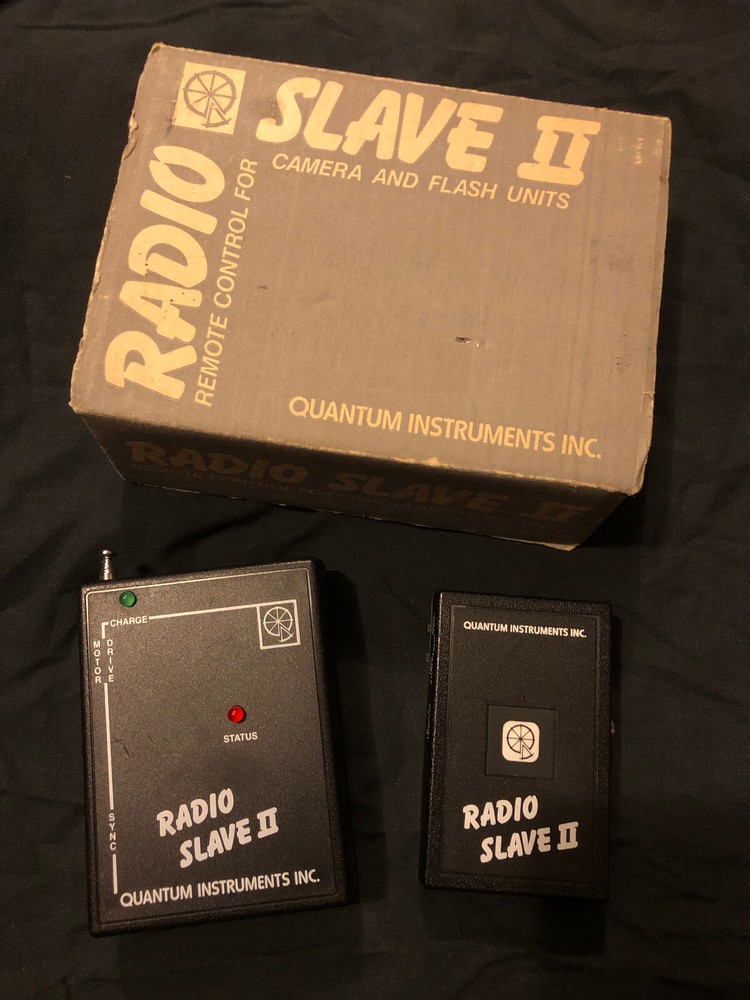 RADIO
SLAVE II
REMOTE CONTROL FOR
CAMERA AND FLASH UNITS
QUANTUM INSTRUMENTS INC.
RADIO SLAVE II
CHARGE
MOTOR
DRIVE
STATUS
SYNC
RADIO
SLAVE II
QUANTUM INSTRUMENTS INC.
QUANTUM INSTRUMENTS INC.
RADIO
SLAVE II